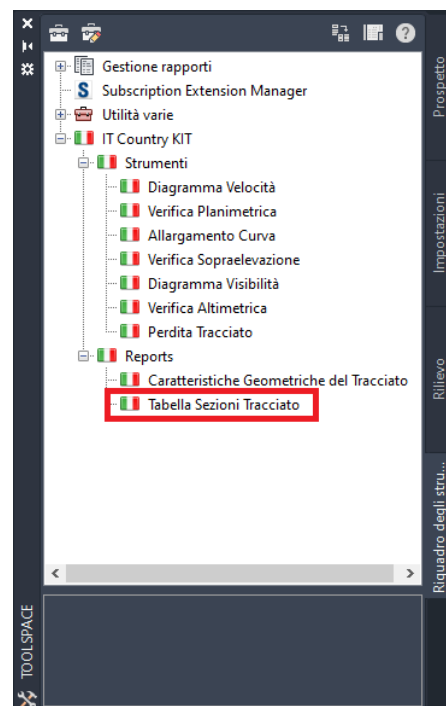 Gestione rapporti
S Subscription Extension Manager
Utilità varie
IT Country KIT
Strumenti
Diagramma Velocità
Verifica Planimetrica
Allargamento Curva
Verifica Sopraelevazione
Diagramma Visibilità
Verifica Altimetrica
Perdita Tracciato
Reports
Caratteristiche Geometriche del Tracciato
Tabella Sezioni Tracciato
Prospetto
Impostazioni
Rilievo
Riquadro degli stru...
TOOLSPACE